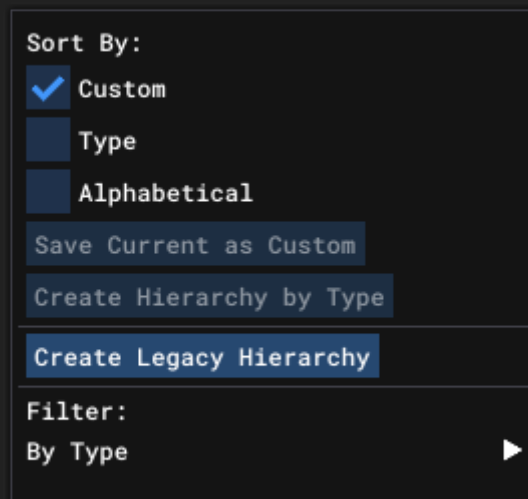 Sort By:
Custom
Type
Alphabetical
Save Current as Custom
Create Hierarchy by Type
Create Legacy Hierarchy
Filter:
By Type